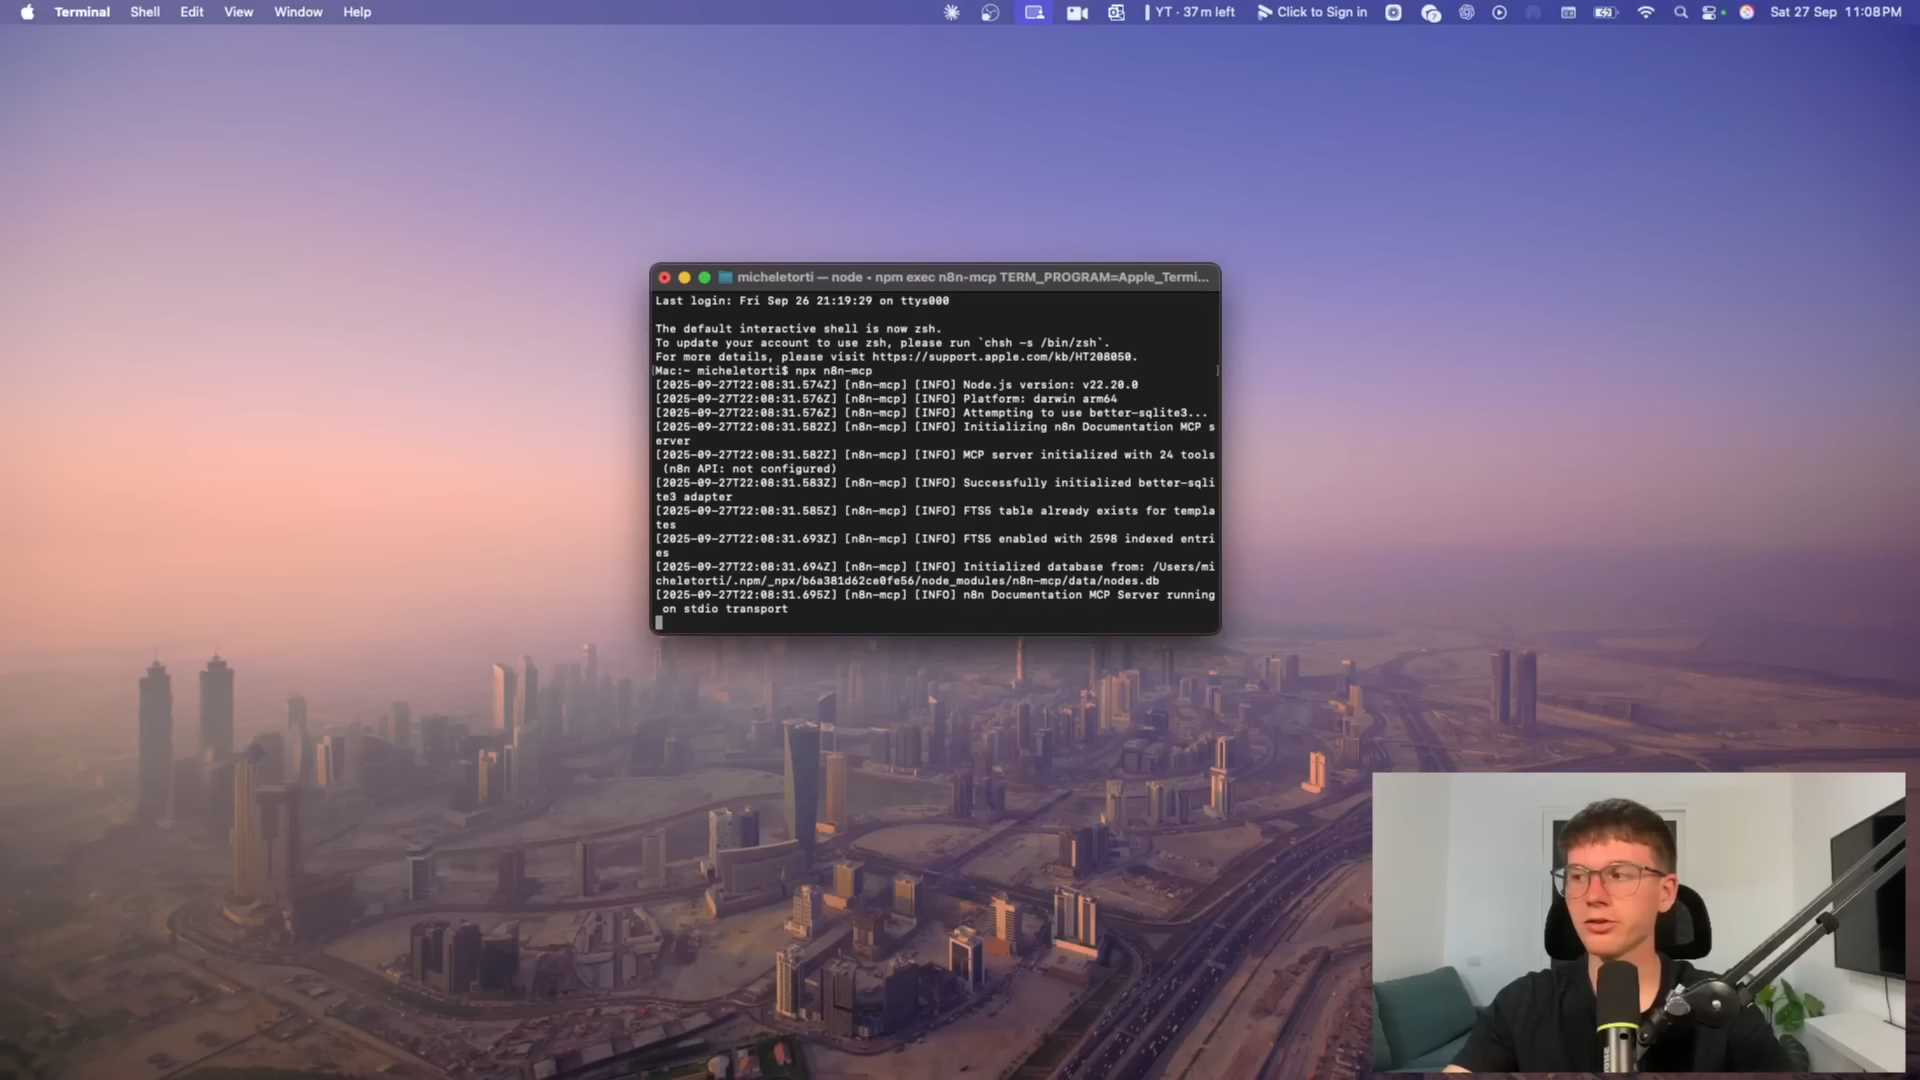 Terminal Shell Edit View Window Help
YT · 37m left Click to Sign in Sat 27 Sep 11:08PM
micheletorti — node ◂ npm exec n8n-mcp TERM_PROGRAM=Apple_Termi...
Last login: Fri Sep 26 21:19:29 on ttys000
The default interactive shell is now zsh.
To update your account to use zsh, please run `chsh -s /bin/zsh`.
For more details, please visit https://support.apple.com/kb/HT208050.
[Mac:~ micheletorti$ npx n8n-mcp ]
[2025-09-27T22:08:31.574Z] [n8n-mcp] [INFO] Node.js version: v22.20.0
[2025-09-27T22:08:31.576Z] [n8n-mcp] [INFO] Platform: darwin arm64
[2025-09-27T22:08:31.576Z] [n8n-mcp] [INFO] Attempting to use better-sqlite3...
[2025-09-27T22:08:31.582Z] [n8n-mcp] [INFO] Initializing n8n Documentation MCP s
erver
[2025-09-27T22:08:31.582Z] [n8n-mcp] [INFO] MCP server initialized with 24 tools
(n8n API: not configured)
[2025-09-27T22:08:31.583Z] [n8n-mcp] [INFO] Successfully initialized better-sqli
te3 adapter
[2025-09-27T22:08:31.585Z] [n8n-mcp] [INFO] FTS5 table already exists for templa
tes
[2025-09-27T22:08:31.693Z] [n8n-mcp] [INFO] FTS5 enabled with 2598 indexed entri
es
[2025-09-27T22:08:31.694Z] [n8n-mcp] [INFO] Initialized database from: /Users/mi
cheletorti/.npm/_npx/b6a381d62ce0fe56/node_modules/n8n-mcp/data/nodes.db
[2025-09-27T22:08:31.695Z] [n8n-mcp] [INFO] n8n Documentation MCP Server running
on stdio transport